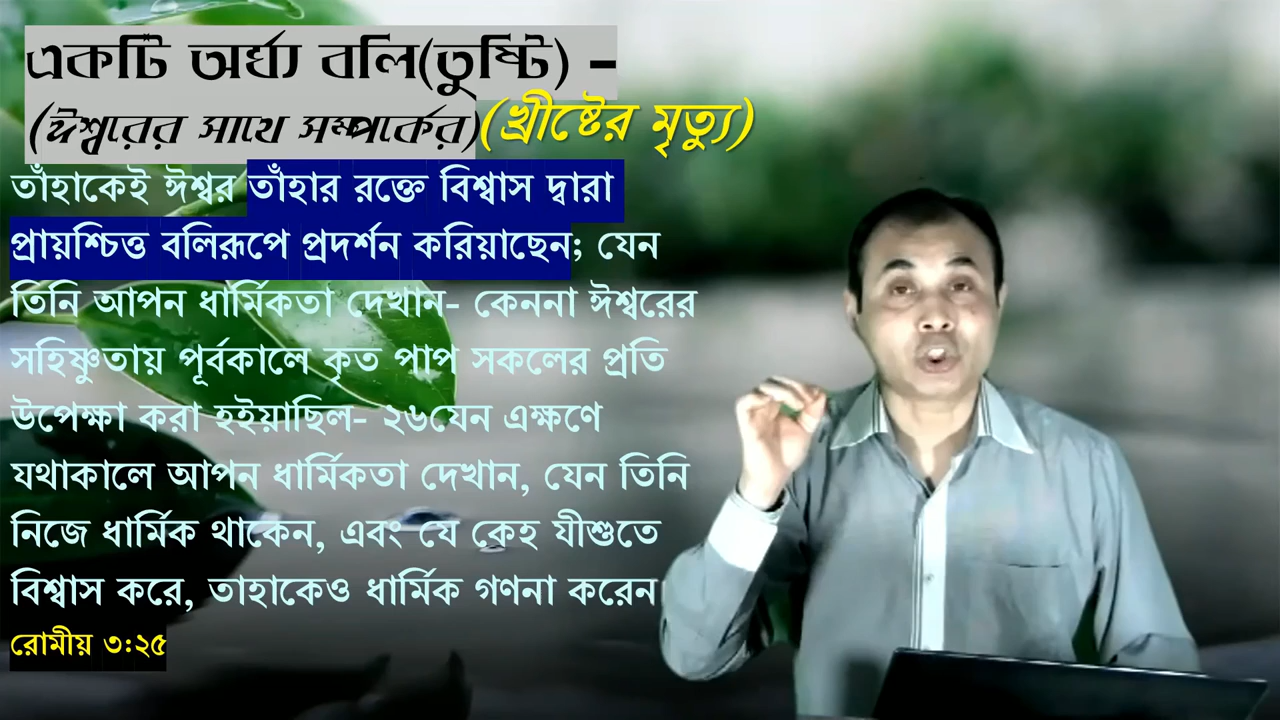 একটি অর্ঘ্য বলি(তুষ্টি) –
(ঈশ্বরের সাথে সম্পর্কের)(খ্রীষ্টের মৃত্যু)
তাঁহাকেই ঈশ্বর তাঁহার রক্তে বিশ্বাস দ্বারা
প্রায়শ্চিত্ত বলিরূপে প্রদর্শন করিয়াছেন; যেন
তিনি আপন ধার্মিকতা দেখান- কেননা ঈশ্বরের
সহিষ্ণুতায় পূর্বকালে কৃত পাপ সকলের প্রতি
উপেক্ষা করা হইয়াছিল- ২৬যেন এক্ষণে
যথাকালে আপন ধার্মিকতা দেখান, যেন তিনি
নিজে ধার্মিক থাকেন, এবং যে কেহ যীশুতে
বিশ্বাস করে, তাহাকেও ধার্মিক গণনা করেন।
রোমীয় ৩:২৫